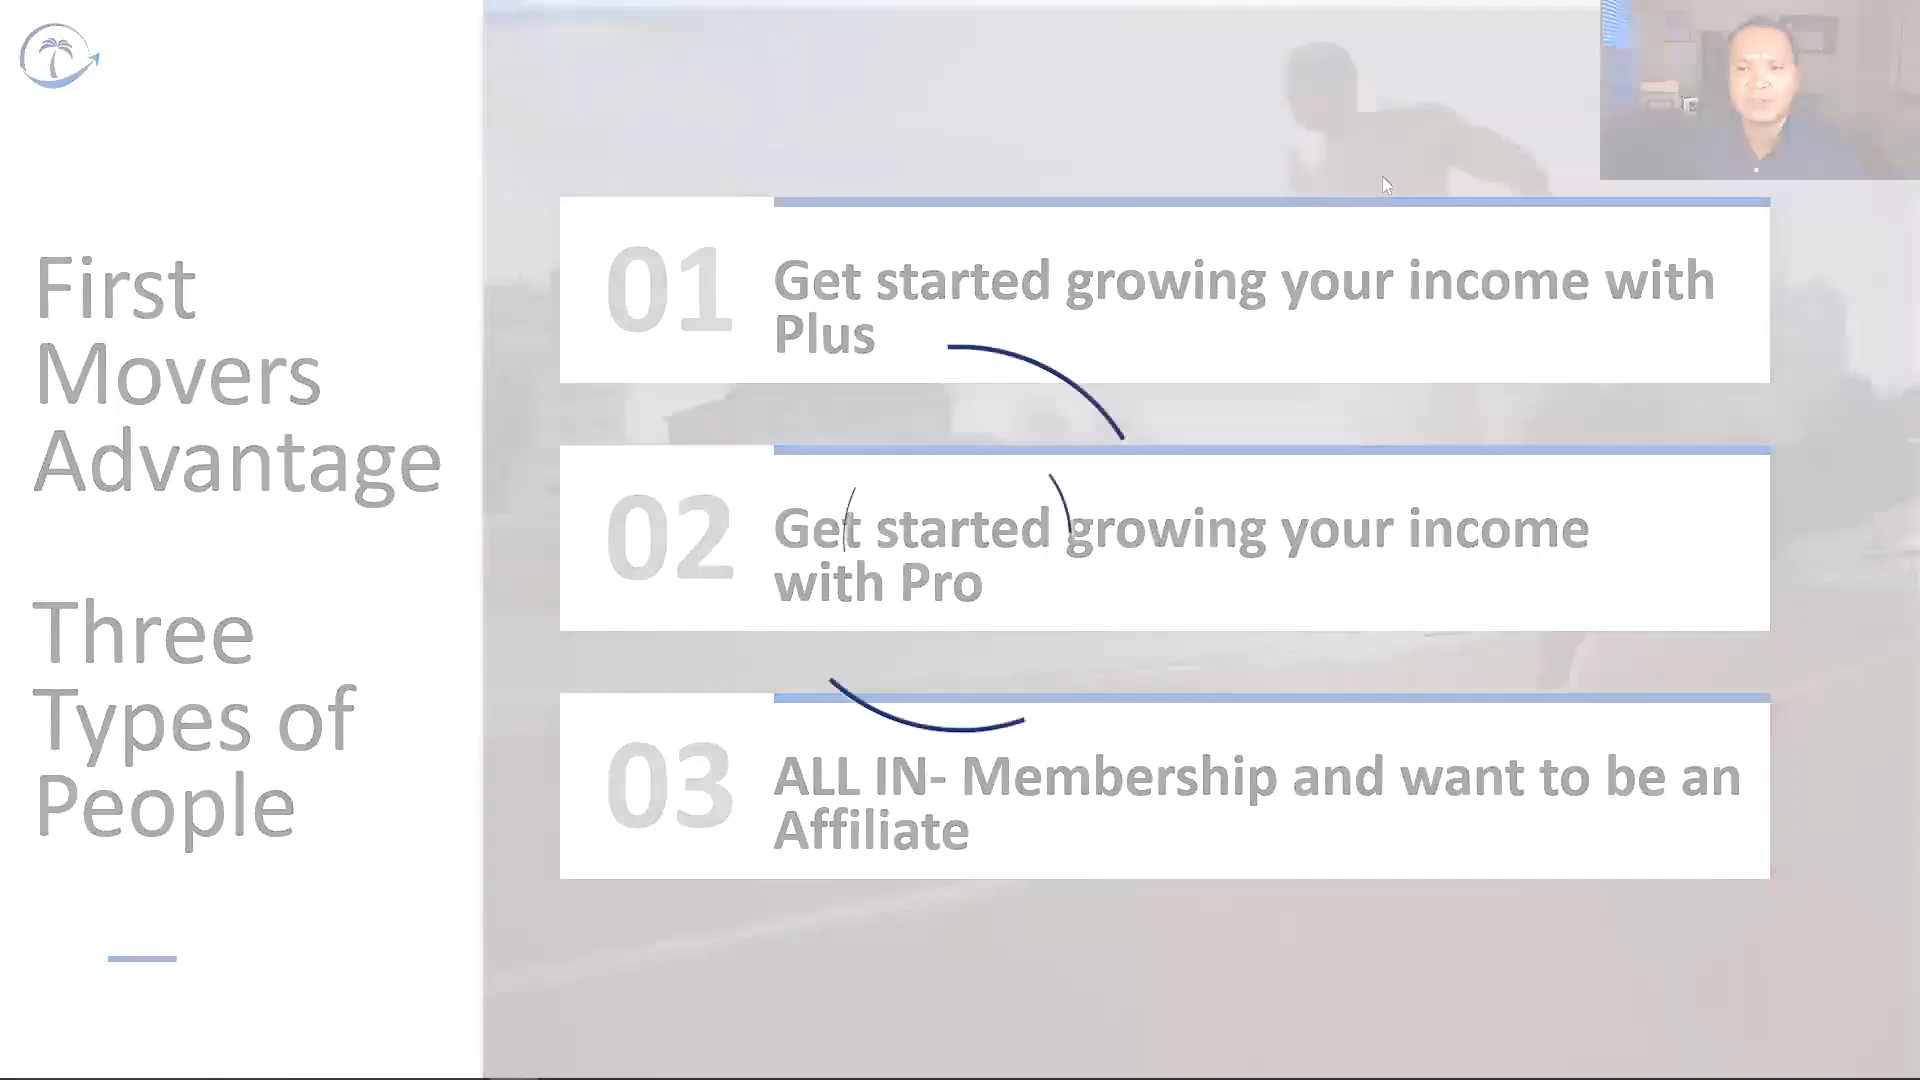 First
Movers
Advantage
Three
Types of
People
01
Get started growing your income with
Plus
02
Get started growing your income
with Pro
03
ALL IN- Membership and want to be an
Affiliate